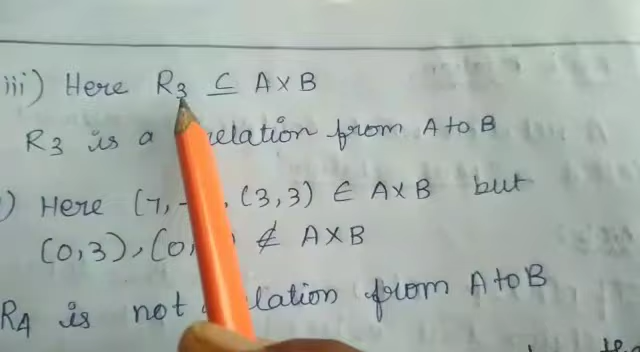 iii) Here R3 ⊆ A×B
R3 is a relation from A to B
) Here (7, - , (3,3) ∈ A×B but
(0,3), (0, ∉ A×B
R4 is not lation from A to B